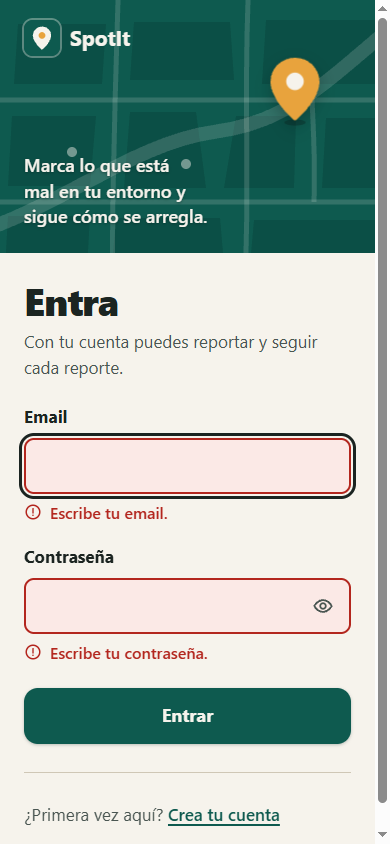 SpotIt
Marca lo que está
mal en tu entorno y
sigue cómo se arregla.
Entra
Con tu cuenta puedes reportar y seguir
cada reporte.
Email
Escribe tu email.
Contraseña
Escribe tu contraseña.
Entrar
¿Primera vez aquí? Crea tu cuenta